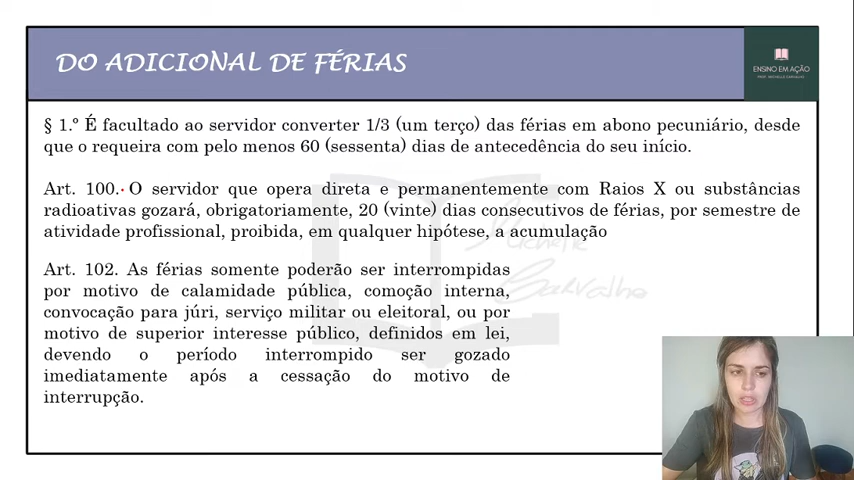 DO ADICIONAL DE FÉRIAS
ENSINO EM AÇÃO
PROF. MICHELLE CARVALHO
§ 1.º É facultado ao servidor converter 1/3 (um terço) das férias em abono pecuniário, desde
que o requeira com pelo menos 60 (sessenta) dias de antecedência do seu início.
Art. 100. O servidor que opera direta e permanentemente com Raios X ou substâncias
radioativas gozará, obrigatoriamente, 20 (vinte) dias consecutivos de férias, por semestre de
atividade profissional, proibida, em qualquer hipótese, a acumulação
Art. 102. As férias somente poderão ser interrompidas
por motivo de calamidade pública, comoção interna,
convocação para júri, serviço militar ou eleitoral, ou por
motivo de superior interesse público, definidos em lei,
devendo o período interrompido ser gozado
imediatamente após a cessação do motivo de
interrupção.
Michelle
Carvalho